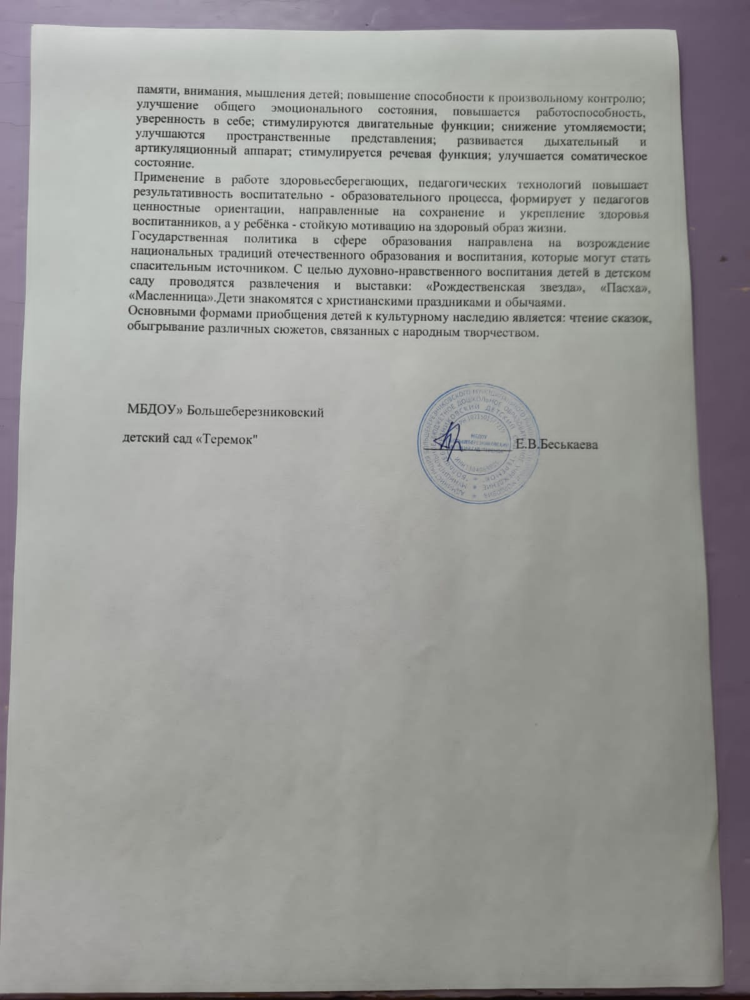 памяти, внимания, мышления детей; повышение способности к произвольному контролю;
улучшение общего эмоционального состояния, повышается работоспособность,
уверенность в себе; стимулируются двигательные функции; снижение утомляемости;
улучшаются пространственные представления; развивается дыхательный и
артикуляционный аппарат; стимулируется речевая функция; улучшается соматическое
состояние.
Применение в работе здоровьесберегающих, педагогических технологий повышает
результативность воспитательно - образовательного процесса, формирует у педагогов
ценностные ориентации, направленные на сохранение и укрепление здоровья
воспитанников, а у ребёнка - стойкую мотивацию на здоровый образ жизни.
Государственная политика в сфере образования направлена на возрождение
национальных традиций отечественного образования и воспитания, которые могут стать
спасительным источником. С целью духовно-нравственного воспитания детей в детском
саду проводятся развлечения и выставки: «Рождественская звезда», «Пасха»,
«Масленница».Дети знакомятся с христианскими праздниками и обычаями.
Основными формами приобщения детей к культурному наследию является: чтение сказок,
обыгрывание различных сюжетов, связанных с народным творчеством.
МБДОУ» Большеберезниковский
детский сад «Теремок"
Е.В.Беськаева
МБДОУ